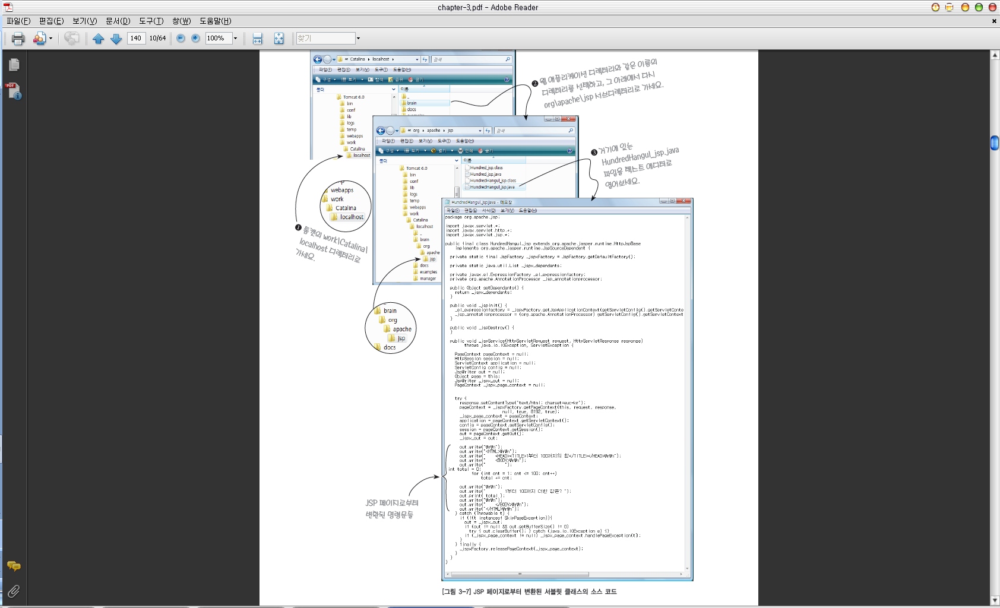 chapter-3.pdf - Adobe Reader
파일(F) 편집(E) 보기(V) 문서(D) 도구(T) 창(W) 도움말(H)
140 10/64 100% 찾기
« Catalina ▸ localhost ▸ 검색
파일(F) 편집(E) 보기(V) 도구(T) 도움말(H)
구성 보기 탐색 공유 굽기
폴더
이름
Tomcat 6.0
bin
conf
lib
logs
temp
webapps
work
Catalina
localhost
_
brain
docs
❷ 웹 애플리케이션 디렉터리와 같은 이름의
디렉터리를 선택하고, 그 아래에서 다시
org\apache\jsp 서브디렉터리로 가세요.
« org ▸ apache ▸ jsp 검색
파일(F) 편집(E) 보기(V) 도구(T) 도움말(H)
구성 보기 열기 인쇄 굽기
폴더
이름
Tomcat 6.0
bin
conf
lib
logs
temp
webapps
work
Catalina
localhost
_
brain
org
apache
jsp
docs
examples
manager
Hundred_jsp.class
Hundred_jsp.java
HundredHangul_jsp.class
HundredHangul_jsp.java
❸ 거기에 있는
HundredHangul_jsp.java
파일을 텍스트 에디터로
열어보세요.
webapps
work
Catalina
localhost
❶ 톰캣의 work\Catalina\
localhost 디렉터리로
가세요.
brain
org
apache
jsp
docs
HundredHangul_jsp.java - 메모장
파일(F) 편집(E) 서식(O) 보기(V) 도움말(H)
package org.apache.jsp;
import javax.servlet.*;
import javax.servlet.http.*;
import javax.servlet.jsp.*;
public final class HundredHangul_jsp extends org.apache.jasper.runtime.HttpJspBase
implements org.apache.jasper.runtime.JspSourceDependent {
private static final JspFactory _jspxFactory = JspFactory.getDefaultFactory();
private static java.util.List _jspx_dependants;
private javax.el.ExpressionFactory _el_expressionfactory;
private org.apache.AnnotationProcessor _jsp_annotationprocessor;
public Object getDependants() {
return _jspx_dependants;
}
public void _jspInit() {
_el_expressionfactory = _jspxFactory.getJspApplicationContext(getServletConfig().getServletConte
_jsp_annotationprocessor = (org.apache.AnnotationProcessor) getServletConfig().getServletContext
}
public void _jspDestroy() {
}
public void _jspService(HttpServletRequest request, HttpServletResponse response)
throws java.io.IOException, ServletException {
PageContext pageContext = null;
HttpSession session = null;
ServletContext application = null;
ServletConfig config = null;
JspWriter out = null;
Object page = this;
JspWriter _jspx_out = null;
PageContext _jspx_page_context = null;
try {
response.setContentType("text/html; charset=euc-kr");
pageContext = _jspxFactory.getPageContext(this, request, response,
null, true, 8192, true);
_jspx_page_context = pageContext;
application = pageContext.getServletContext();
config = pageContext.getServletConfig();
session = pageContext.getSession();
out = pageContext.getOut();
_jspx_out = out;
out.write("₩r₩n");
out.write("<HTML>₩r₩n");
out.write("    <HEAD><TITLE>1부터 100까지의 합</TITLE></HEAD>₩r₩n");
out.write("    <BODY>₩r₩n");
out.write("        ");
int total = 0;
for (int cnt = 1; cnt <= 100; cnt++)
total += cnt;
out.write("₩r₩n");
out.write("        1부터 100까지 더한 값은? ");
out.print( total );
out.write("₩r₩n");
out.write("    </BODY>₩r₩n");
out.write("</HTML>₩r₩n");
} catch (Throwable t) {
if (!(t instanceof SkipPageException)){
out = _jspx_out;
if (out != null && out.getBufferSize() != 0)
try { out.clearBuffer(); } catch (java.io.IOException e) {}
if (_jspx_page_context != null) _jspx_page_context.handlePageException(t);
}
} finally {
_jspxFactory.releasePageContext(_jspx_page_context);
}
}
}
JSP 페이지로부터
변환된 명령문들
[그림 3-7] JSP 페이지로부터 변환된 서블릿 클래스의 소스 코드